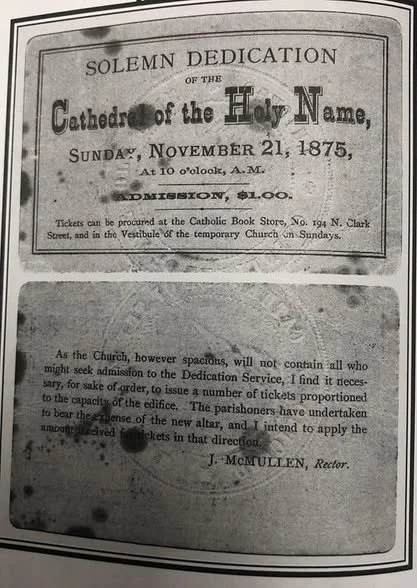 SOLEMN DEDICATION
OF THE
Cathedral of the Holy Name,
SUNDAY, NOVEMBER 21, 1875,
At 10 o'clock, A.M.
ADMISSION, $1.00.
Tickets can be procured at the Catholic Book Store, No. 194 N. Clark
Street, and in the Vestibule of the temporary Church on Sundays.
As the Church, however spacious, will not contain all who
might seek admission to the Dedication Service, I find it neces-
sary, for sake of order, to issue a number of tickets proportioned
to the capacity of the edifice. The parishoners have undertaken
to bear the expense of the new altar, and I intend to apply the
amount received for tickets in that direction.
J. McMULLEN, Rector.